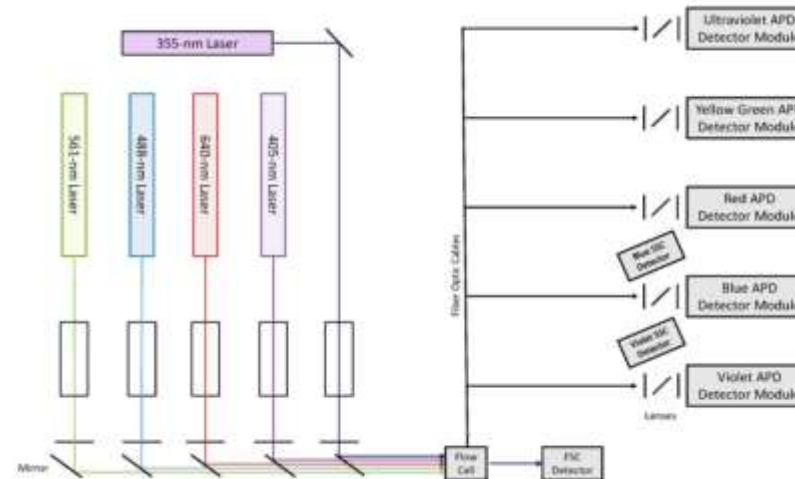 355-nm Laser
561-nm Laser
488-nm Laser
640-nm Laser
405-nm Laser
Mirror
Fiber Optic Cables
Flow
Cell
FSC
Detector
Ultraviolet APD
Detector Module
Yellow Green APD
Detector Module
Red APD
Detector Module
Blue SSC
Detector
Blue APD
Detector Module
Violet SSC
Detector
Violet APD
Detector Module
Lenses